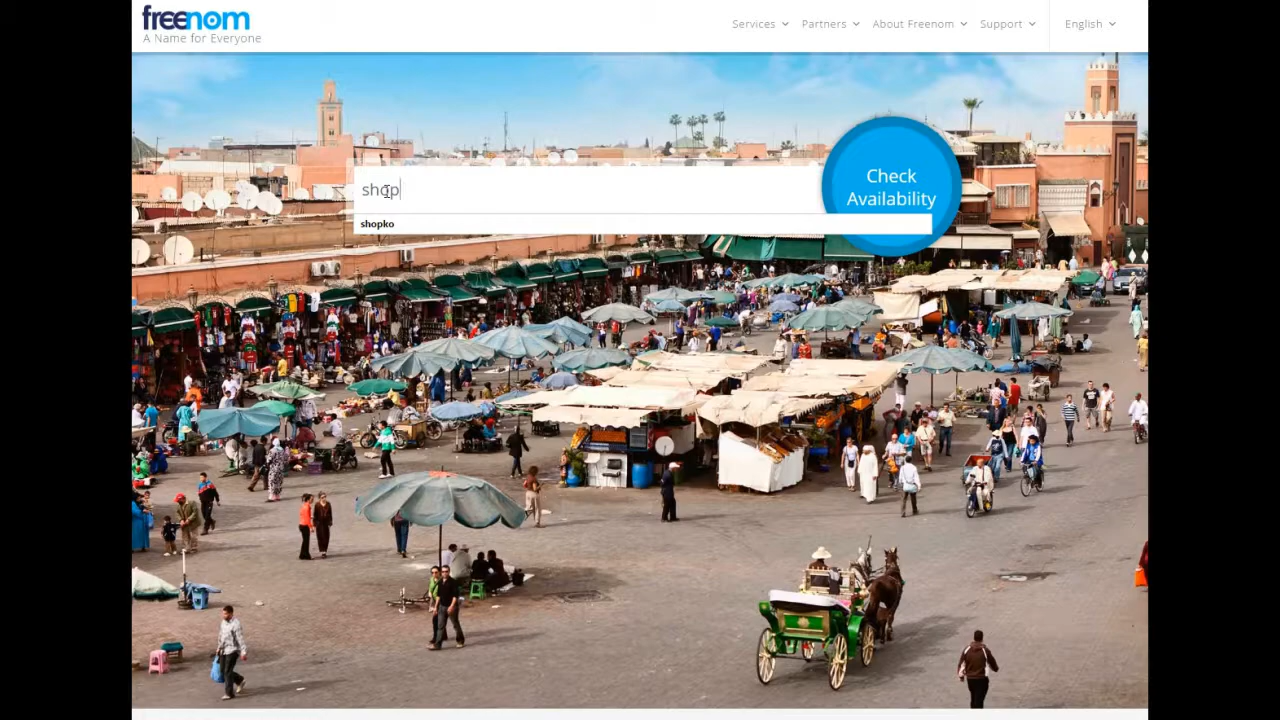 freenom
A Name for Everyone
Services Partners About Freenom Support English
Check
Availability
shop
shopko